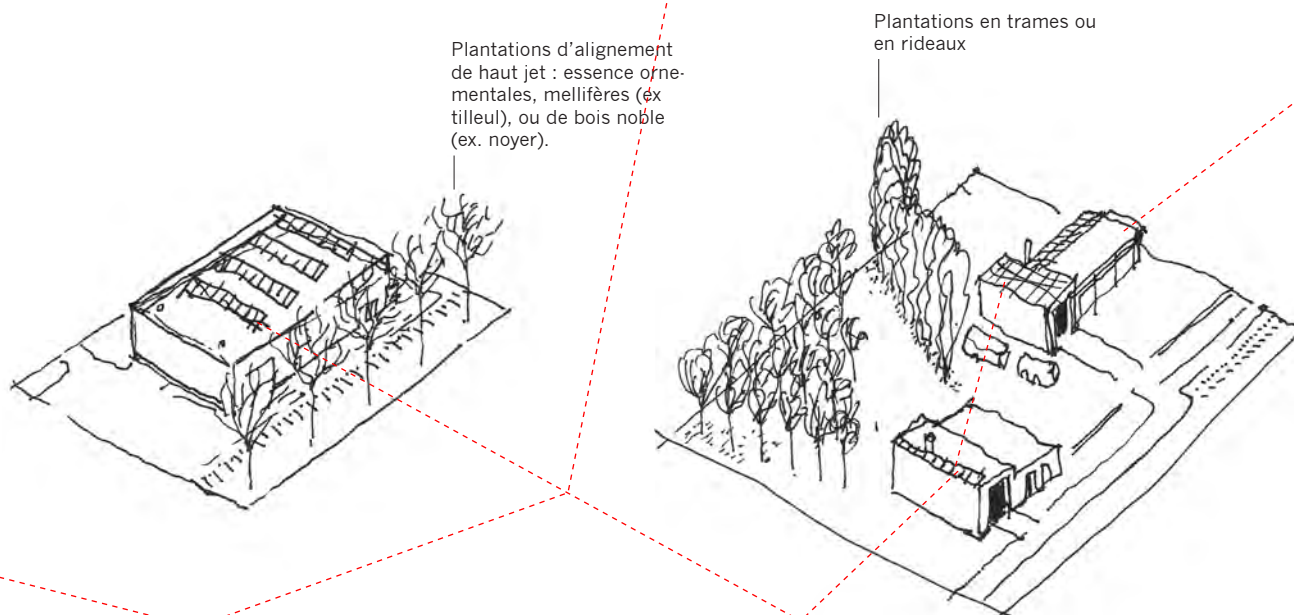 Plantations d’alignement
de haut jet : essence orne-
mentales, mellifères (ex
tilleul), ou de bois noble
(ex. noyer).
Plantations en trames ou
en rideaux